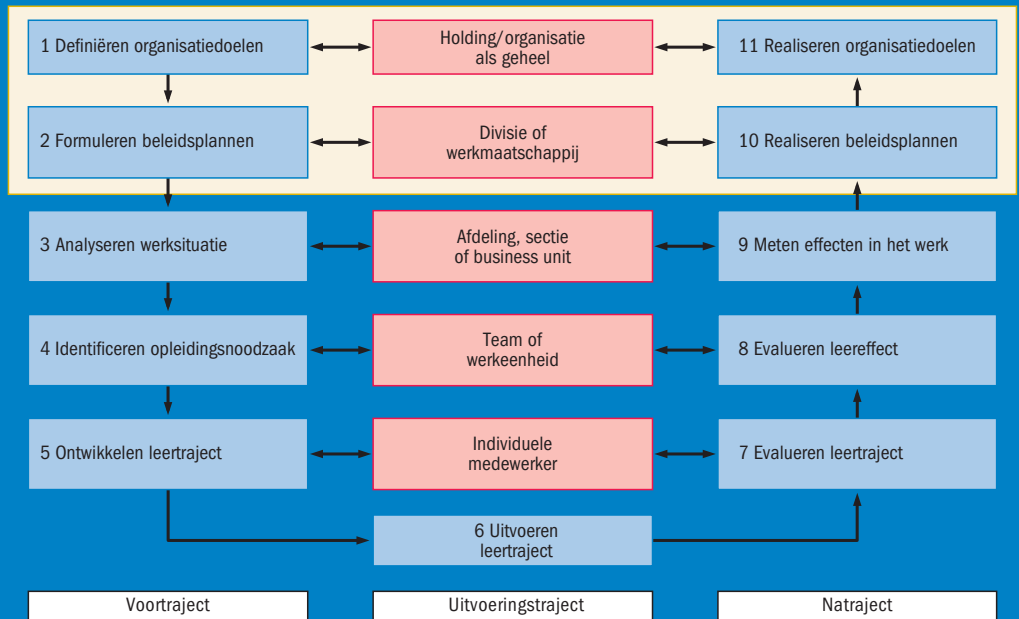 1 Definiëren organisatiedoelen
Holding/organisatie
als geheel
11 Realiseren organisatiedoelen
2 Formuleren beleidsplannen
Divisie of
werkmaatschappij
10 Realiseren beleidsplannen
3 Analyseren werksituatie
Afdeling, sectie
of business unit
9 Meten effecten in het werk
4 Identificeren opleidingsnoodzaak
Team of
werkeenheid
8 Evalueren leereffect
5 Ontwikkelen leertraject
Individuele
medewerker
7 Evalueren leertraject
6 Uitvoeren
leertraject
Voortraject
Uitvoeringstraject
Natraject